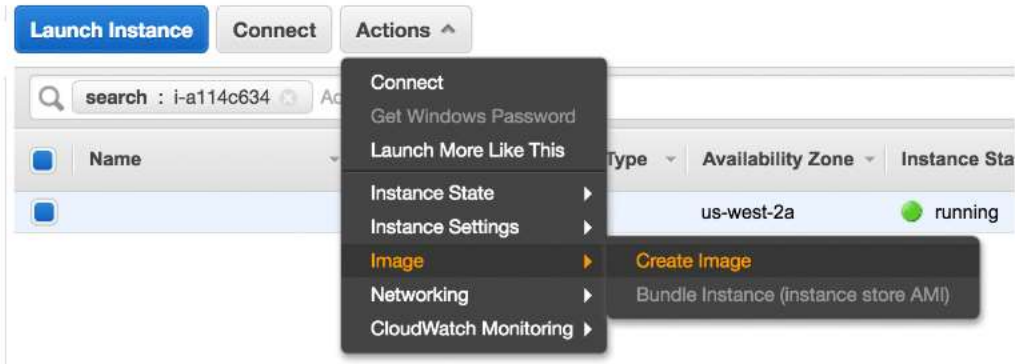 Launch Instance Connect Actions
search : i-a114c634 Ad
Connect
Get Windows Password
Launch More Like This
Name Type Availability Zone Instance Sta
Instance State
us-west-2a running
Instance Settings
Image Create Image
Networking Bundle Instance (instance store AMI)
CloudWatch Monitoring